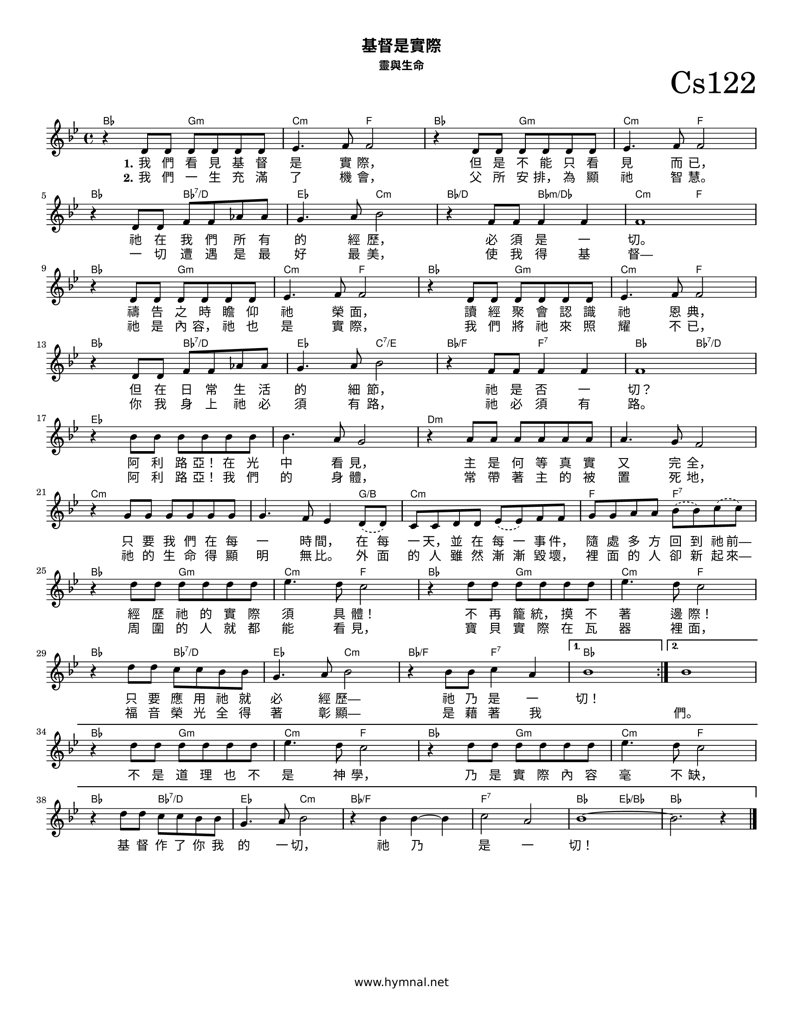 基督是實際
靈與生命
Cs122
B♭ Gm Cm F B♭ Gm Cm F
1. 我們看見基督是實際，但是不能只看見而已，
2. 我們一生充滿了機會，父所安排，為顯祂智慧。
5 B♭ B♭7/D E♭ Cm B♭/D B♭m/D♭ Cm F
祂在我們所有的經歷，必須是一切。
一切遭遇是最好最美，使我得基督—
9 B♭ Gm Cm F B♭ Gm Cm F
禱告之時瞻仰祂榮面，讀經聚會認識祂恩典，
祂是內容，祂也是實際，我們將祂來照耀不已，
13 B♭ B♭7/D E♭ C7/E B♭/F F7 B♭ B♭7/D
但在日常生活的細節，祂是否一切？
你我身上祂必須有路，祂必須有路。
17 E♭ Dm
阿利路亞！在光中看見，主是何等真實又完全，
阿利路亞！我們的身體，常帶著主的被置死地，
21 Cm G/B Cm F F7
只要我們在每一時間，在每一天，並在每一事件，隨處多方回到祂前—
祂的生命得顯明無比。外面的人雖然漸漸毀壞，裡面的人卻新起來—
25 B♭ Gm Cm F B♭ Gm Cm F
經歷祂的實際須具體！不再籠統，摸不著邊際！
周圍的人就都能看見，寶貝實際在瓦器裡面，
29 B♭ B♭7/D E♭ Cm B♭/F F7 1. B♭ 2.
只要應用祂就必經歷—祂乃是一切！
福音榮光全得著彰顯—是藉著我們。
34 B♭ Gm Cm F B♭ Gm Cm F
不是道理也不是神學，乃是實際內容毫不缺，
38 B♭ B♭7/D E♭ Cm B♭/F F7 B♭ E♭/B♭ B♭
基督作了你我的一切，祂乃是一切！
www.hymnal.net